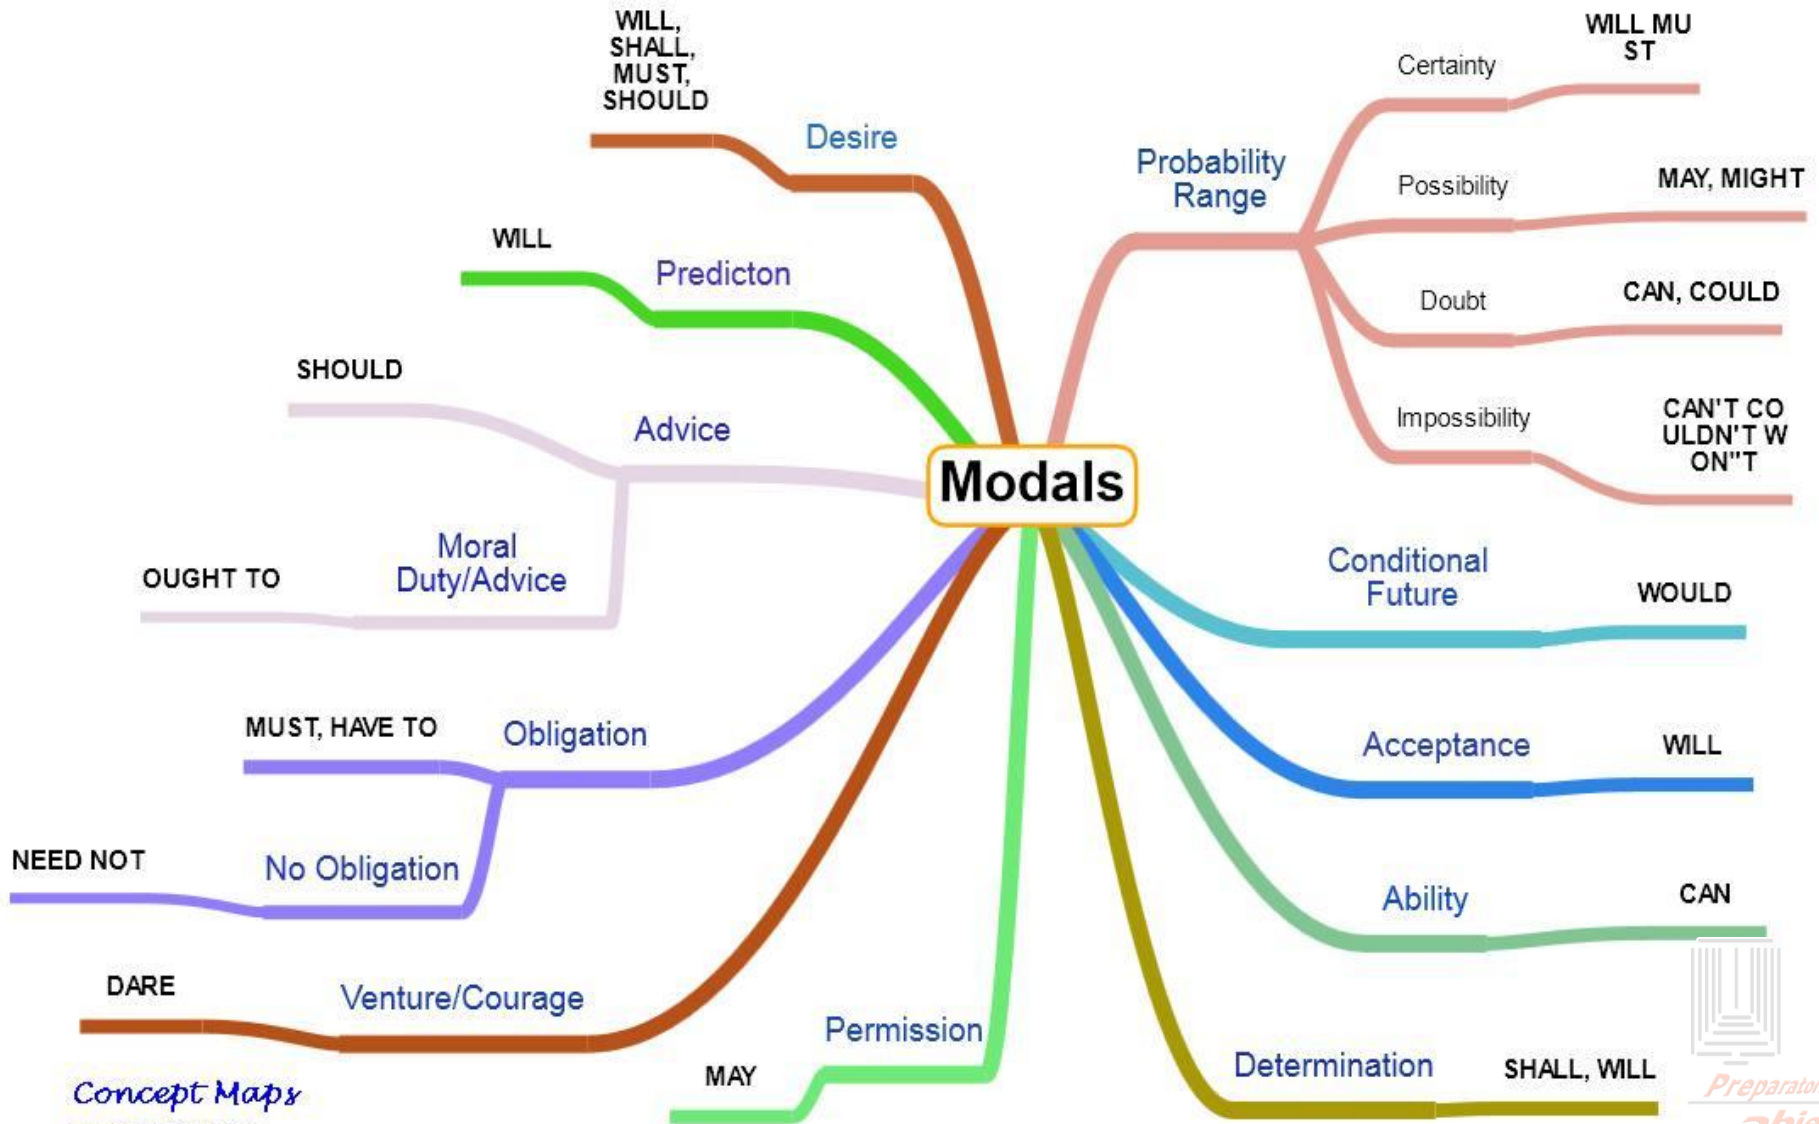 WILL,
SHALL,
MUST,
SHOULD
Desire
WILL
Predicton
SHOULD
Advice
Moral
Duty/Advice
OUGHT TO
MUST, HAVE TO
Obligation
NEED NOT
No Obligation
DARE
Venture/Courage
MAY
Permission
Modals
Probability
Range
Certainty
WILL MU
ST
Possibility
MAY, MIGHT
Doubt
CAN, COULD
Impossibility
CAN'T CO
ULDN'T W
ON"T
Conditional
Future
WOULD
Acceptance
WILL
Ability
CAN
Determination
SHALL, WILL
Concept Maps